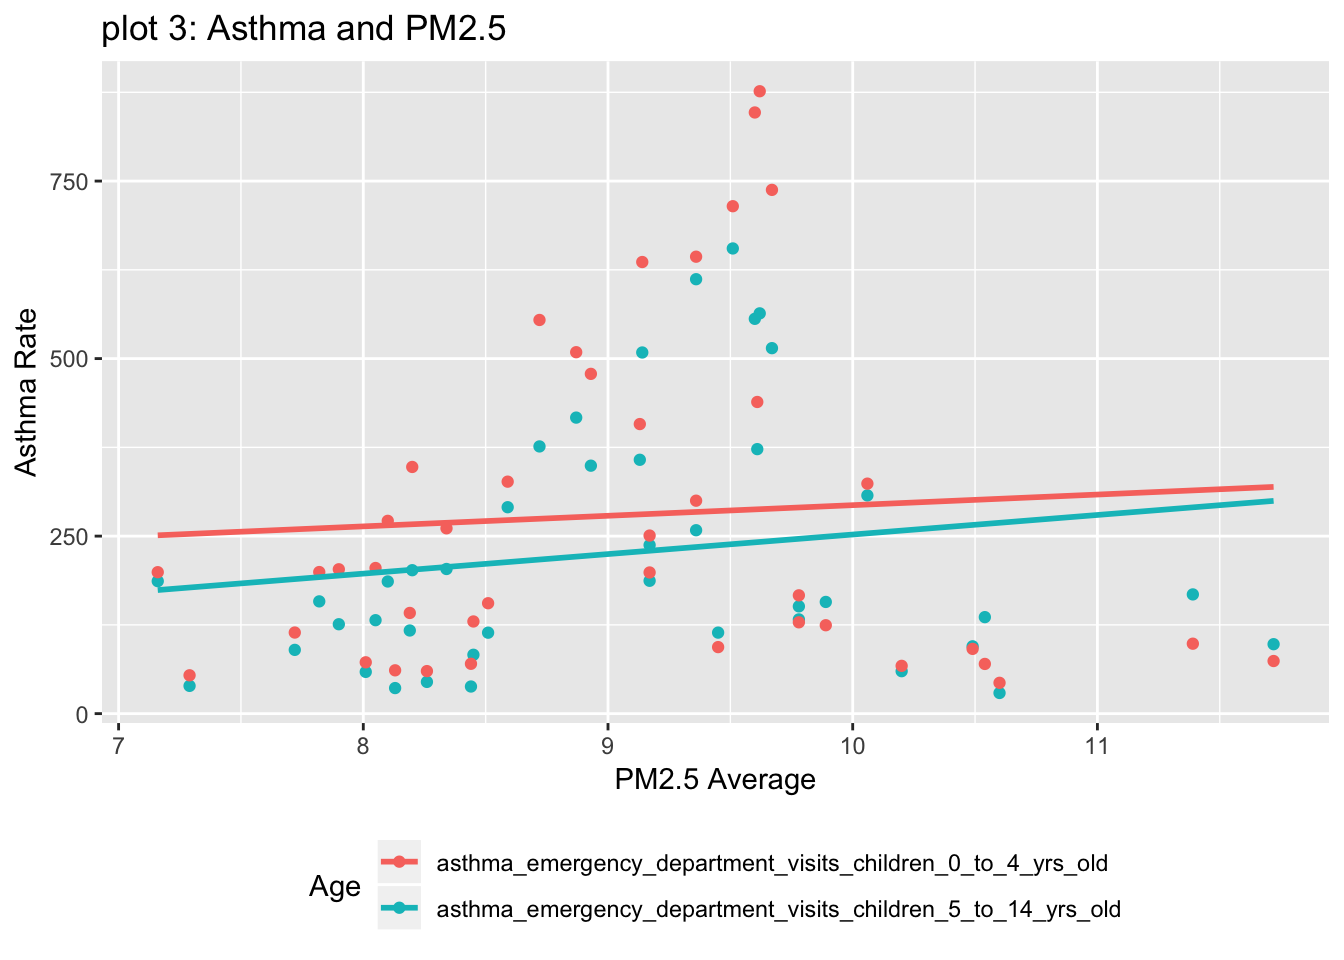 plot 3: Asthma and PM2.5
750
500
250
0
Asthma Rate
7 8 9 10 11
PM2.5 Average
Age
asthma_emergency_department_visits_children_0_to_4_yrs_old
asthma_emergency_department_visits_children_5_to_14_yrs_old